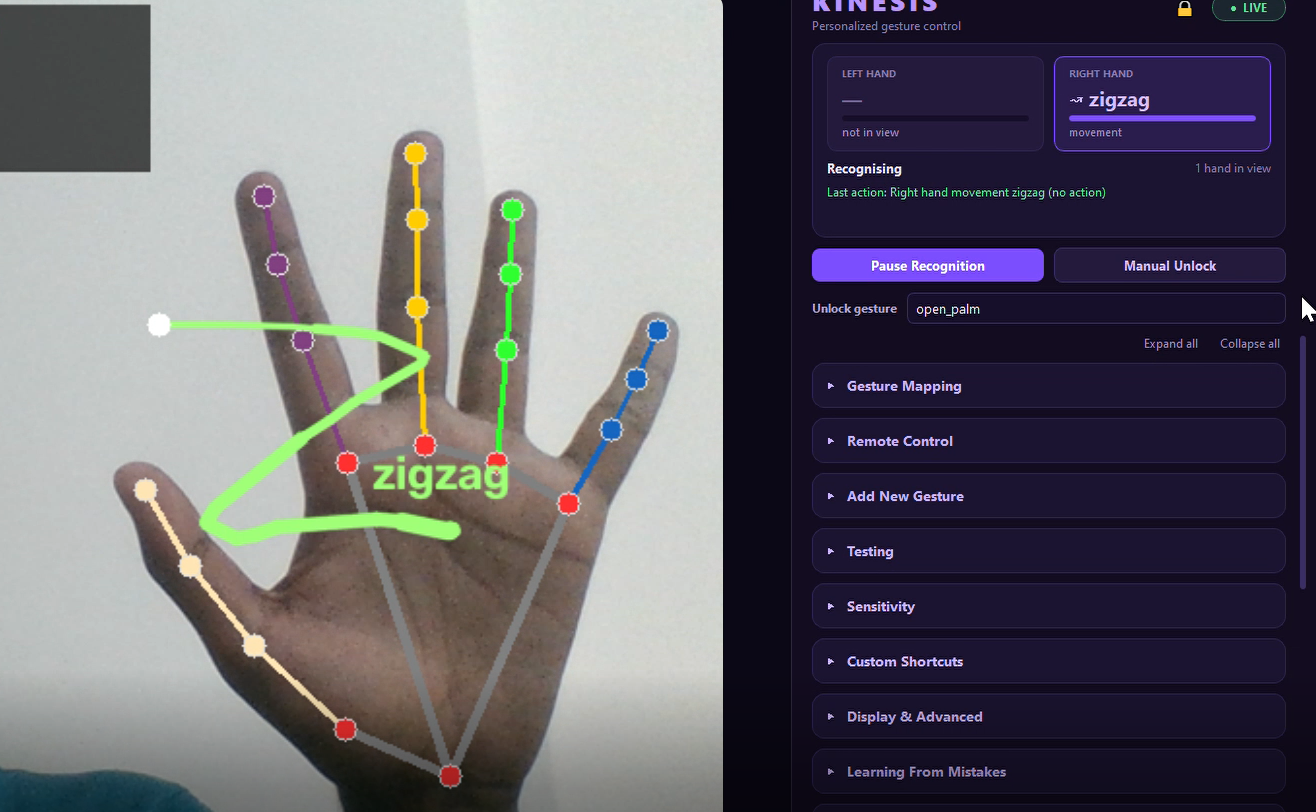 KINESIS
LIVE
Personalized gesture control
LEFT HAND
—
not in view
RIGHT HAND
zigzag
movement
Recognising
1 hand in view
Last action: Right hand movement zigzag (no action)
Pause Recognition
Manual Unlock
Unlock gesture
open_palm
Expand all
Collapse all
Gesture Mapping
Remote Control
Add New Gesture
Testing
Sensitivity
Custom Shortcuts
Display & Advanced
Learning From Mistakes
zigzag